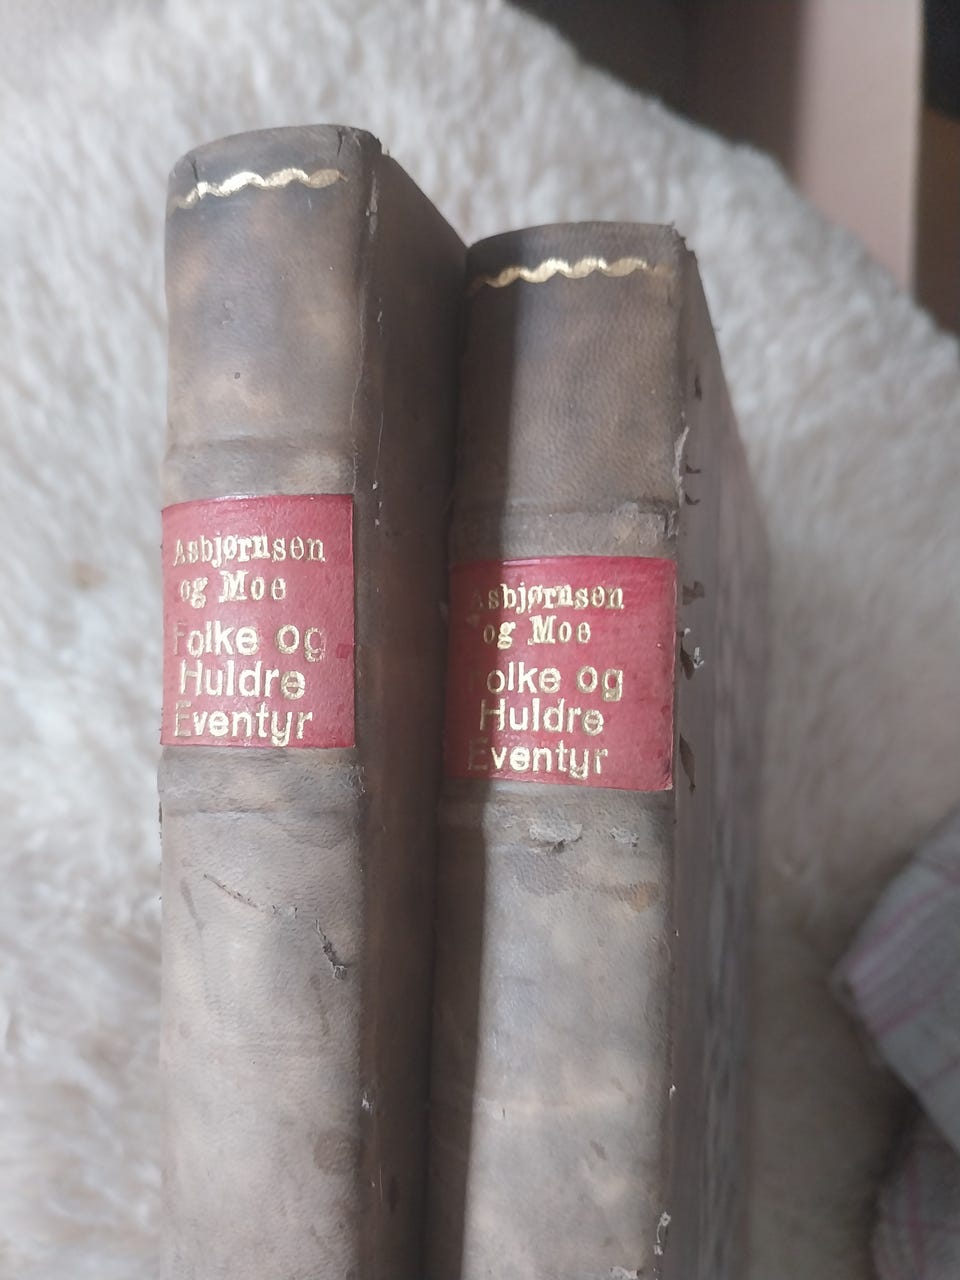 Asbjørnsen
og Moe
Folke og
Huldre
Eventyr
Asbjørnsen
og Moe
Folke og
Huldre
Eventyr